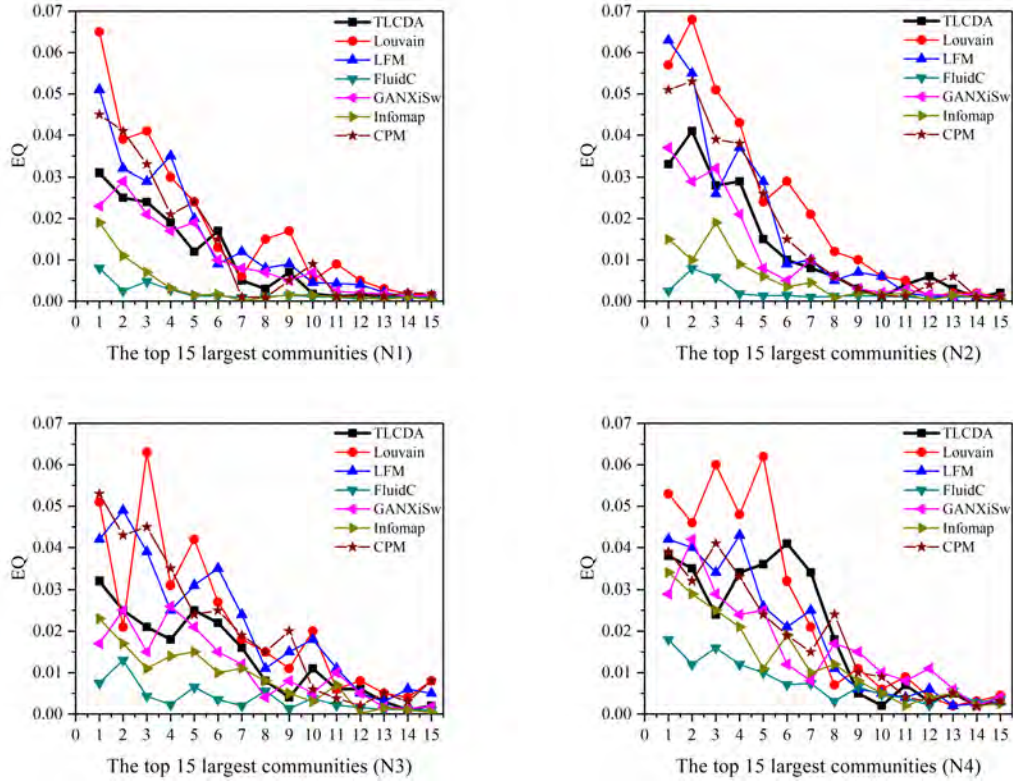 0.07
0.06
0.05
0.04
0.03
0.02
0.01
0.00
EQ
0 1 2 3 4 5 6 7 8 9 10 11 12 13 14 15
The top 15 largest communities (N1)
TLCDA
Louvain
LFM
FluidC
GANXiSw
Infomap
CPM
0.07
0.06
0.05
0.04
0.03
0.02
0.01
0.00
EQ
0 1 2 3 4 5 6 7 8 9 10 11 12 13 14 15
The top 15 largest communities (N2)
TLCDA
Louvain
LFM
FluidC
GANXiSw
Infomap
CPM
0.07
0.06
0.05
0.04
0.03
0.02
0.01
0.00
EQ
0 1 2 3 4 5 6 7 8 9 10 11 12 13 14 15
The top 15 largest communities (N3)
TLCDA
Louvain
LFM
FluidC
GANXiSw
Infomap
CPM
0.07
0.06
0.05
0.04
0.03
0.02
0.01
0.00
EQ
0 1 2 3 4 5 6 7 8 9 10 11 12 13 14 15
The top 15 largest communities (N4)
TLCDA
Louvain
LFM
FluidC
GANXiSw
Infomap
CPM